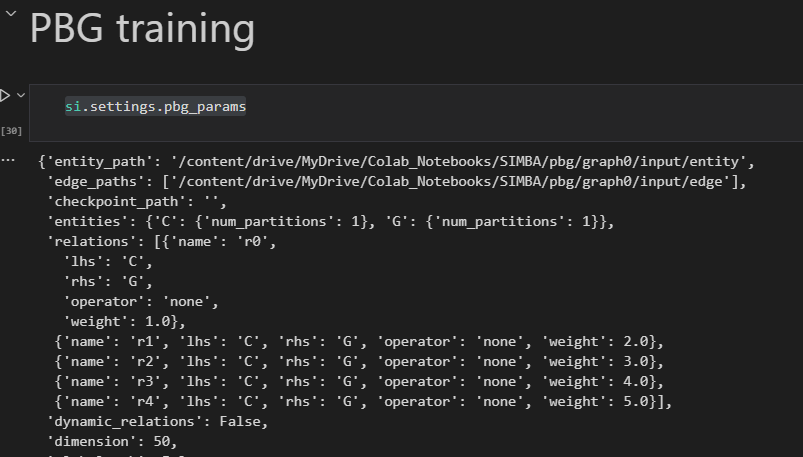 PBG training
si.settings.pbg_params
[30]
... {'entity_path': '/content/drive/MyDrive/Colab_Notebooks/SIMBA/pbg/graph0/input/entity',
'edge_paths': ['/content/drive/MyDrive/Colab_Notebooks/SIMBA/pbg/graph0/input/edge'],
'checkpoint_path': '',
'entities': {'C': {'num_partitions': 1}, 'G': {'num_partitions': 1}},
'relations': [{'name': 'r0',
'lhs': 'C',
'rhs': 'G',
'operator': 'none',
'weight': 1.0},
{'name': 'r1', 'lhs': 'C', 'rhs': 'G', 'operator': 'none', 'weight': 2.0},
{'name': 'r2', 'lhs': 'C', 'rhs': 'G', 'operator': 'none', 'weight': 3.0},
{'name': 'r3', 'lhs': 'C', 'rhs': 'G', 'operator': 'none', 'weight': 4.0},
{'name': 'r4', 'lhs': 'C', 'rhs': 'G', 'operator': 'none', 'weight': 5.0}],
'dynamic_relations': False,
'dimension': 50,